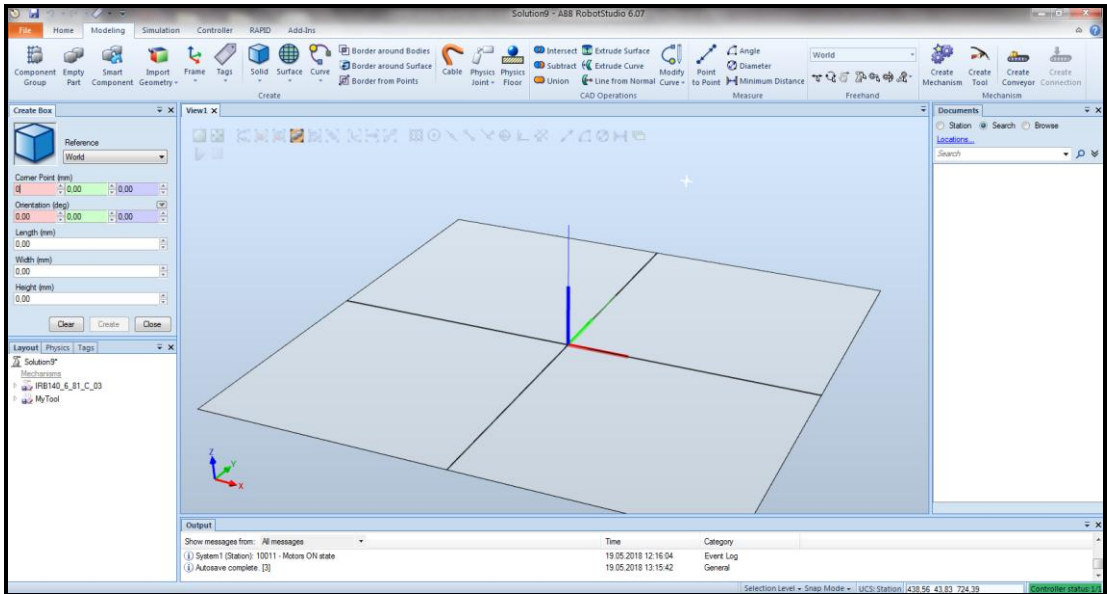 Solution9 - ABB RobotStudio 6.07
File Home Modeling Simulation Controller RAPID Add-Ins
Component Group
Empty Part
Smart Component
Import Geometry
Frame
Tags
Solid
Surface
Curve
Border around Bodies
Border around Surface
Border from Points
Create
Cable
Physics Joint
Physics Floor
Intersect
Subtract
Union
Extrude Surface
Extrude Curve
Line from Normal
Modify Curve
CAD Operations
Point to Point
Angle
Diameter
Minimum Distance
Measure
World
Freehand
Create Mechanism
Create Tool
Create Conveyor
Create Connection
Mechanism
Create Box
Reference
World
Corner Point (mm)
0 0,00 0,00
Orientation (deg)
0,00 0,00 0,00
Length (mm)
0,00
Width (mm)
0,00
Height (mm)
0,00
Clear Create Close
Layout Physics Tags
Solution9*
Mechanisms
IRB140_6_81_C_03
MyTool
View1
Z
Y
X
Documents
Station Search Browse
Locations...
Search
Output
Show messages from: All messages Time Category
System1 (Station): 10011 - Motors ON state 19.05.2018 12:16:04 Event Log
Autosave complete. [3] 19.05.2018 13:15:42 General
Selection Level Snap Mode UCS: Station 438,56 43,83 724,39 Controller status: 1/1